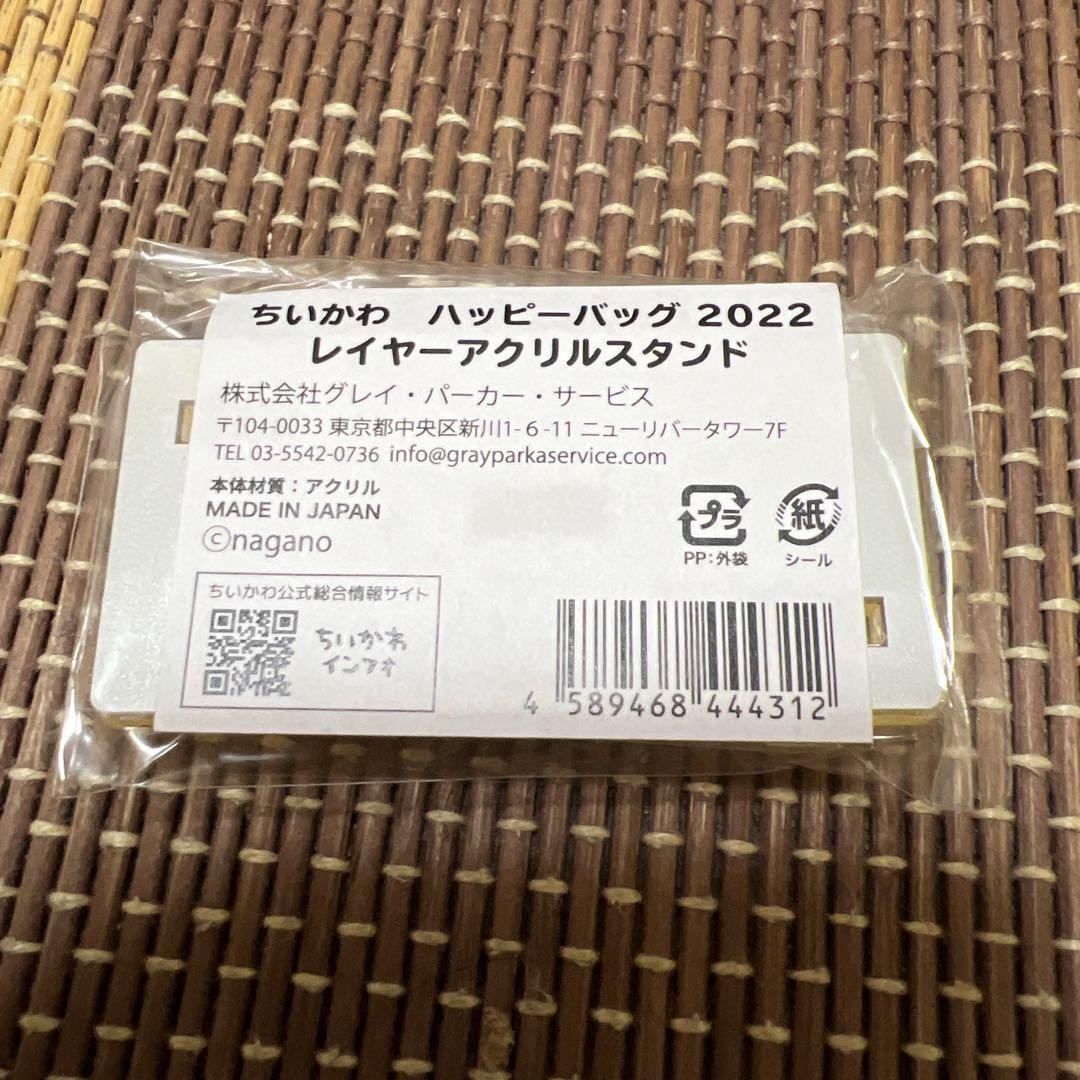 ちいかわ　ハッピーバッグ 2022
レイヤーアクリルスタンド
株式会社グレイ・パーカー・サービス
〒104-0033 東京都中央区新川1-6-11 ニューリバータワー7F
TEL 03-5542-0736 info@grayparkaservice.com
本体材質：アクリル
MADE IN JAPAN
©nagano
プラ
PP：外袋
紙
シール
ちいかわ公式総合情報サイト
ちいかわ
インフォ
4 589468 444312